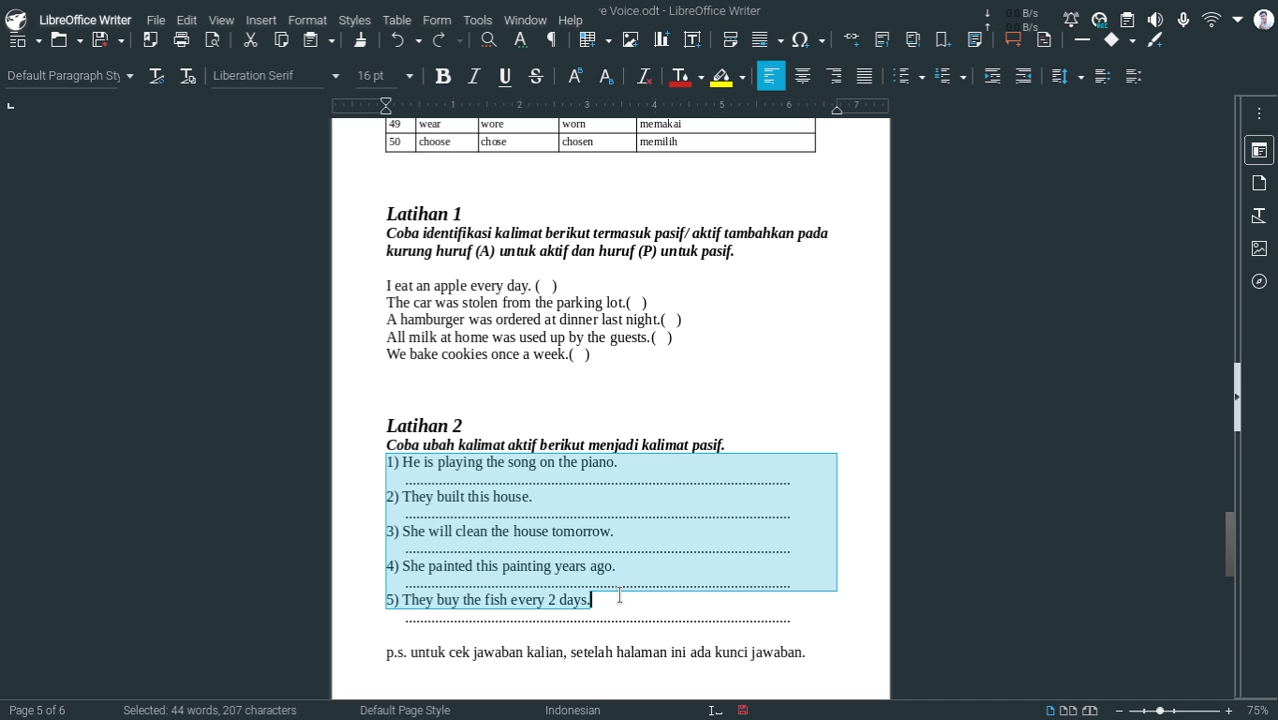 LibreOffice Writer File Edit View Insert Format Styles Table Form Tools Window Help
re Voice.odt - LibreOffice Writer
0.0 B/s
0.0 B/s
Default Paragraph Sty
Liberation Serif
16 pt
1 2 3 4 5 6 7
49 wear wore worn memakai
50 choose chose chosen memilih
Latihan 1
Coba identifikasi kalimat berikut termasuk pasif/ aktif tambahkan pada
kurung huruf (A) untuk aktif dan huruf (P) untuk pasif.
I eat an apple every day. ( )
The car was stolen from the parking lot.( )
A hamburger was ordered at dinner last night.( )
All milk at home was used up by the guests.( )
We bake cookies once a week.( )
Latihan 2
Coba ubah kalimat aktif berikut menjadi kalimat pasif.
1) He is playing the song on the piano.
......................................................................................
2) They built this house.
......................................................................................
3) She will clean the house tomorrow.
......................................................................................
4) She painted this painting years ago.
......................................................................................
5) They buy the fish every 2 days.
......................................................................................
p.s. untuk cek jawaban kalian, setelah halaman ini ada kunci jawaban.
Page 5 of 6
Selected: 44 words, 207 characters
Default Page Style
Indonesian
75%